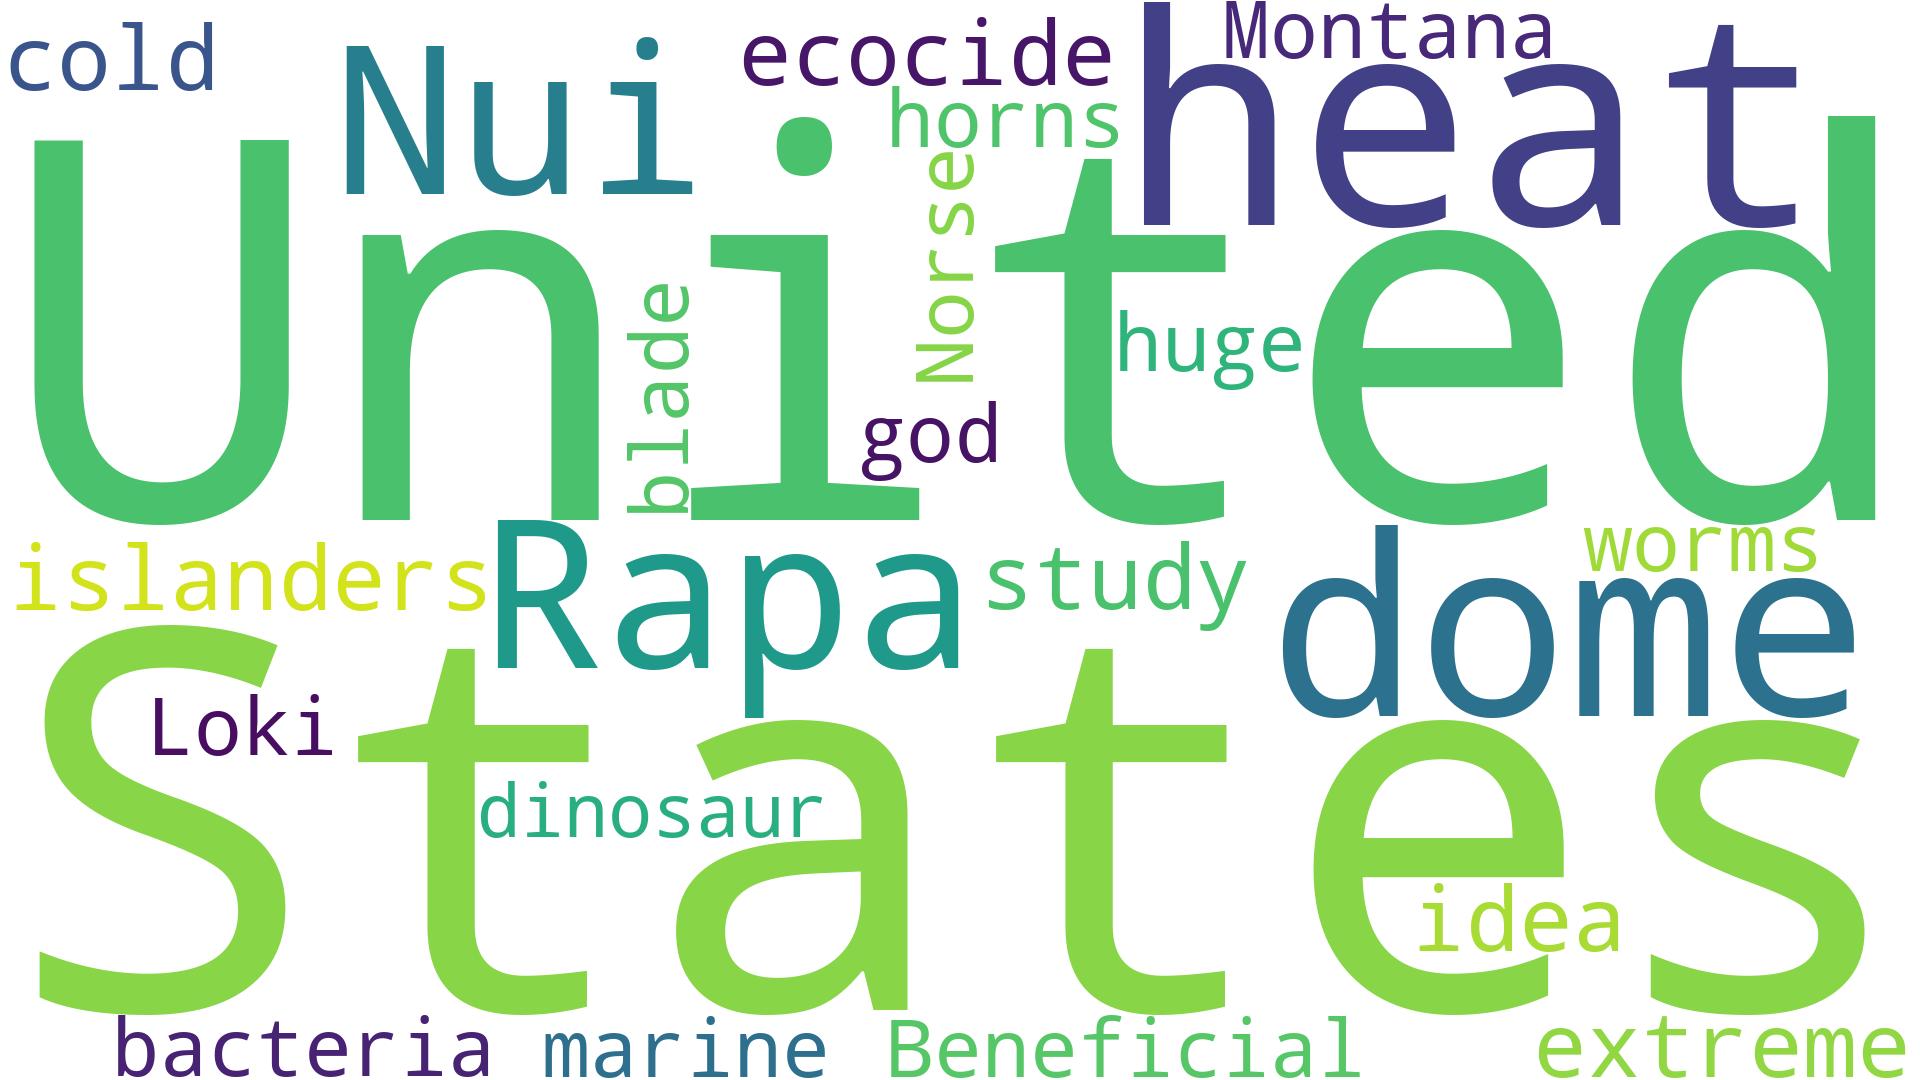 cold
Nui
ecocide
Montana
heat
horns
United
Norse
blade
huge
god
islanders
Rapa
study
worms
dome
States
Loki
dinosaur
idea
bacteria
marine
Beneficial
extreme